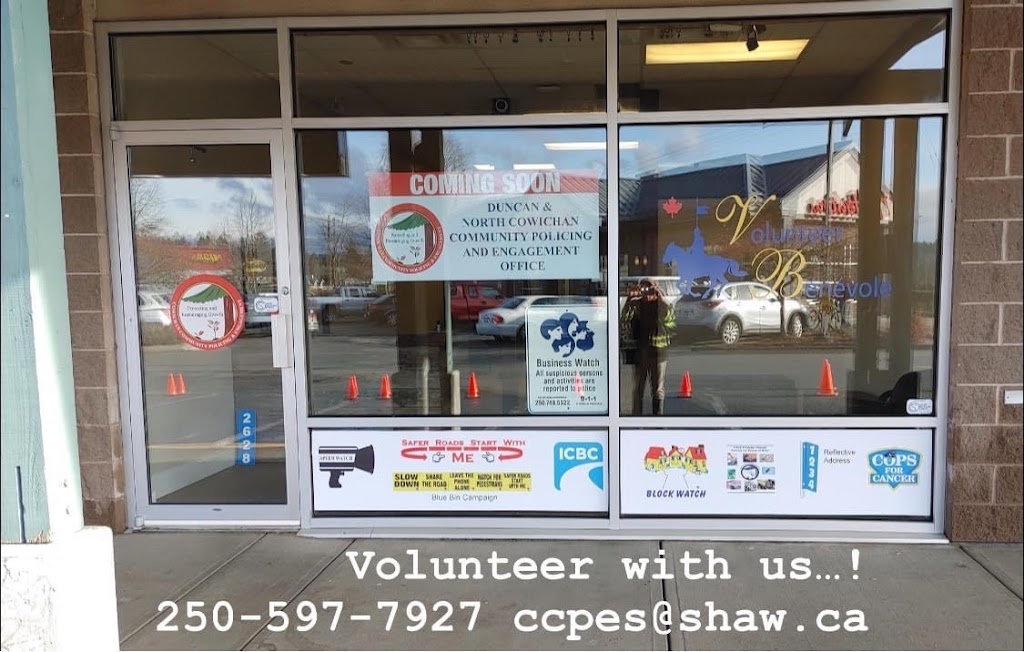 COMING SOON
DUNCAN &
NORTH COWICHAN
COMMUNITY POLICING
AND ENGAGEMENT
OFFICE
Volunteer
Bénévole
Business Watch
All suspicious persons
and activities are
reported to police
9-1-1
2628
SPEED WATCH
SAFER ROADS START WITH
ME
SLOW DOWN
SHARE THE ROAD
LEAVE THE PHONE ALONE
WATCH FOR PEDESTRIANS
SAFER ROADS START WITH ME
Blue Bin Campaign
ICBC
BLOCK WATCH
1724
Reflective
Address
COPS
FOR
CANCER
Volunteer with us…!
250-597-7927 ccpes@shaw.ca